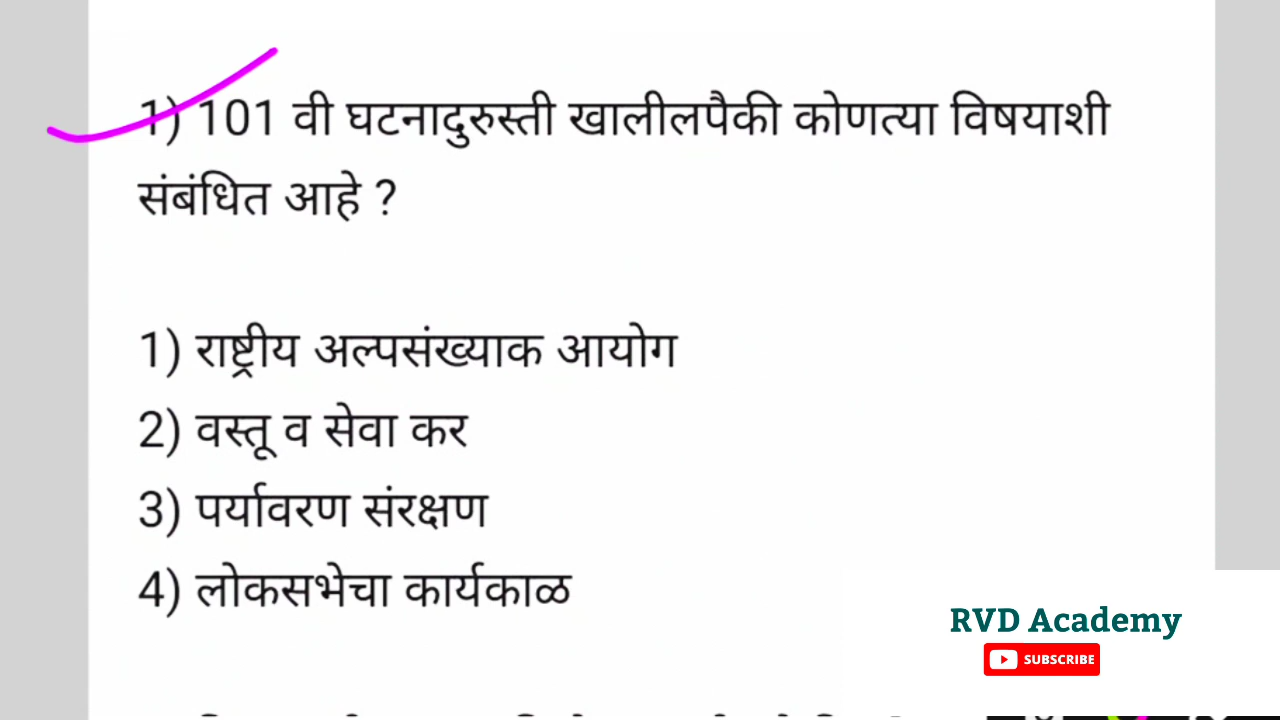 1) 101 वी घटनादुरुस्ती खालीलपैकी कोणत्या विषयाशी
संबंधित आहे ?
1) राष्ट्रीय अल्पसंख्याक आयोग
2) वस्तू व सेवा कर
3) पर्यावरण संरक्षण
4) लोकसभेचा कार्यकाळ
RVD Academy
SUBSCRIBE